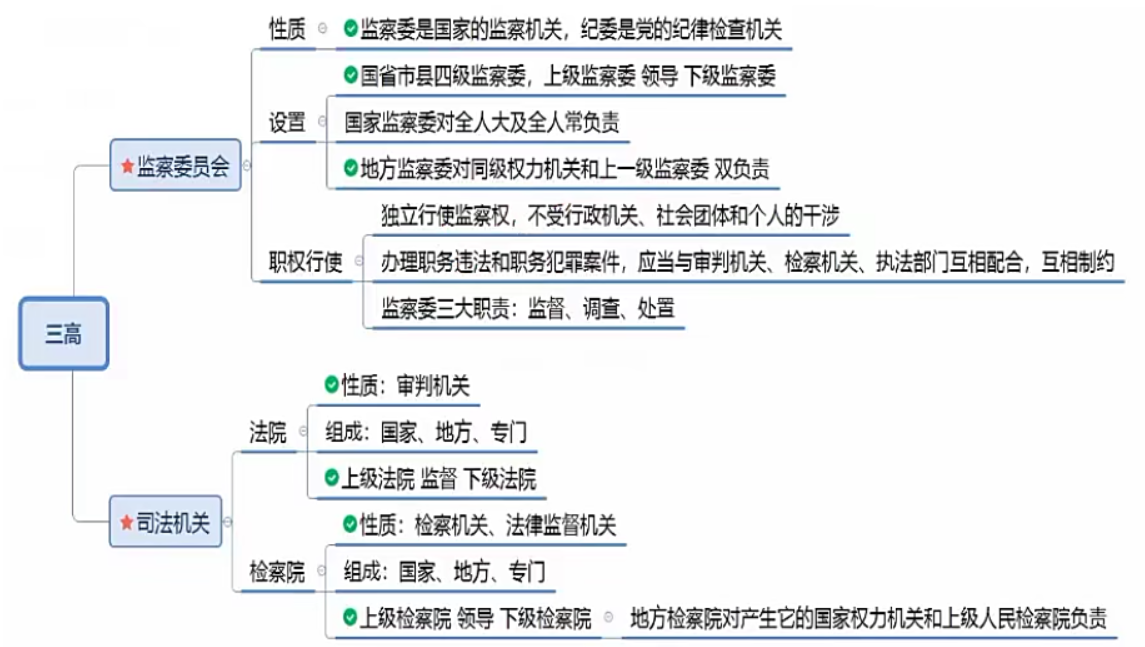 性质
监察委是国家的监察机关，纪委是党的纪律检查机关
国省市县四级监察委，上级监察委 领导 下级监察委
设置
国家监察委对全人大及全人常负责
地方监察委对同级权力机关和上一级监察委 双负责
监察委员会
独立行使监察权，不受行政机关、社会团体和个人的干涉
职权行使
办理职务违法和职务犯罪案件，应当与审判机关、检察机关、执法部门互相配合，互相制约
监察委三大职责：监督、调查、处置
三高
性质：审判机关
法院
组成：国家、地方、专门
上级法院 监督 下级法院
司法机关
性质：检察机关、法律监督机关
检察院
组成：国家、地方、专门
上级检察院 领导 下级检察院
地方检察院对产生它的国家权力机关和上级人民检察院负责